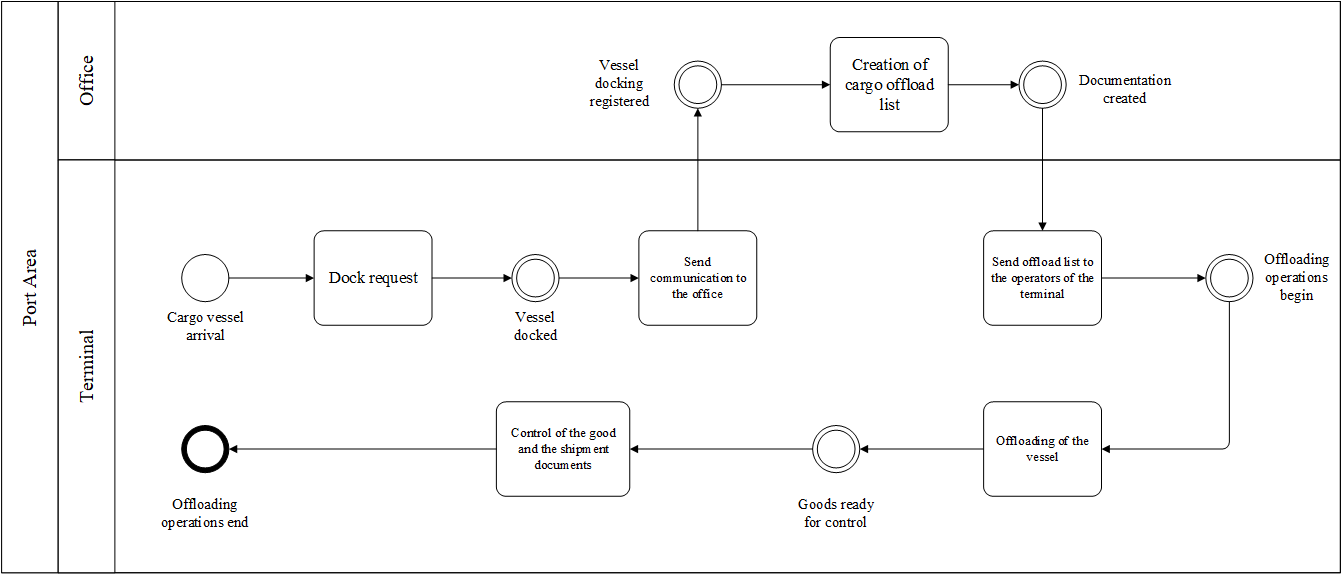 Port Area
Office
Vessel
docking
registered
Creation of
cargo offload
list
Documentation
created
Terminal
Cargo vessel
arrival
Dock request
Vessel
docked
Send
communication to
the office
Send offload list to
the operators of the
terminal
Offloading
operations
begin
Offloading of the
vessel
Goods ready
for control
Control of the good
and the shipment
documents
Offloading
operations end